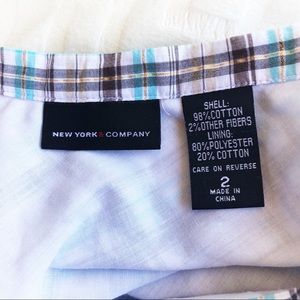 NEW YORK & COMPANY
SHELL:
98%COTTON
2%OTHER FIBERS
LINING:
80%POLYESTER
20% COTTON
CARE ON REVERSE
2
MADE IN
CHINA